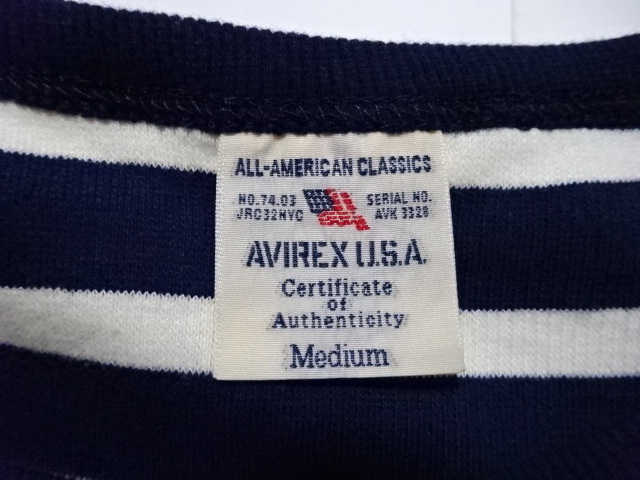 ALL-AMERICAN CLASSICS
NO.74.03 SERIAL NO.
JRC32NYC AVK 3328
AVIREX U.S.A.
Certificate
of
Authenticity
Medium